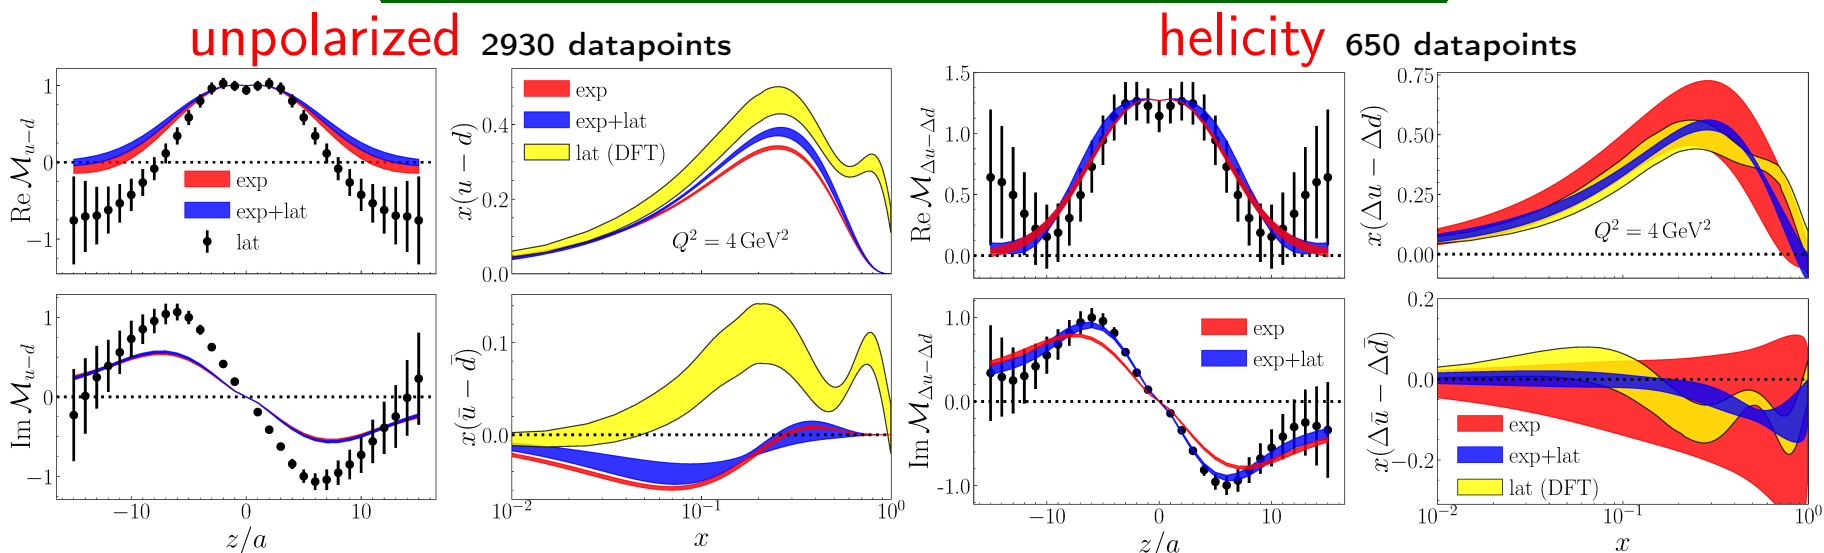 unpolarized 2930 datapoints
helicity 650 datapoints
Re M_{u−d}
1
0
−1
exp
exp+lat
lat
x(u − d)
0.4
0.2
0.0
exp
exp+lat
lat (DFT)
Q² = 4 GeV²
Re M_{Δu−Δd}
1.5
1.0
0.5
0.0
x(Δu − Δd)
0.75
0.50
0.25
0.00
Q² = 4 GeV²
Im M_{u−d}
1
0
−1
−10
0
10
z/a
x(ū − d̄)
0.1
0.0
10⁻²
10⁻¹
10⁰
x
Im M_{Δu−Δd}
1.0
0.0
-1.0
exp
exp+lat
−10
0
10
z/a
x(Δū − Δd̄)
0.2
0.0
−0.2
exp
exp+lat
lat (DFT)
10⁻²
10⁻¹
10⁰
x